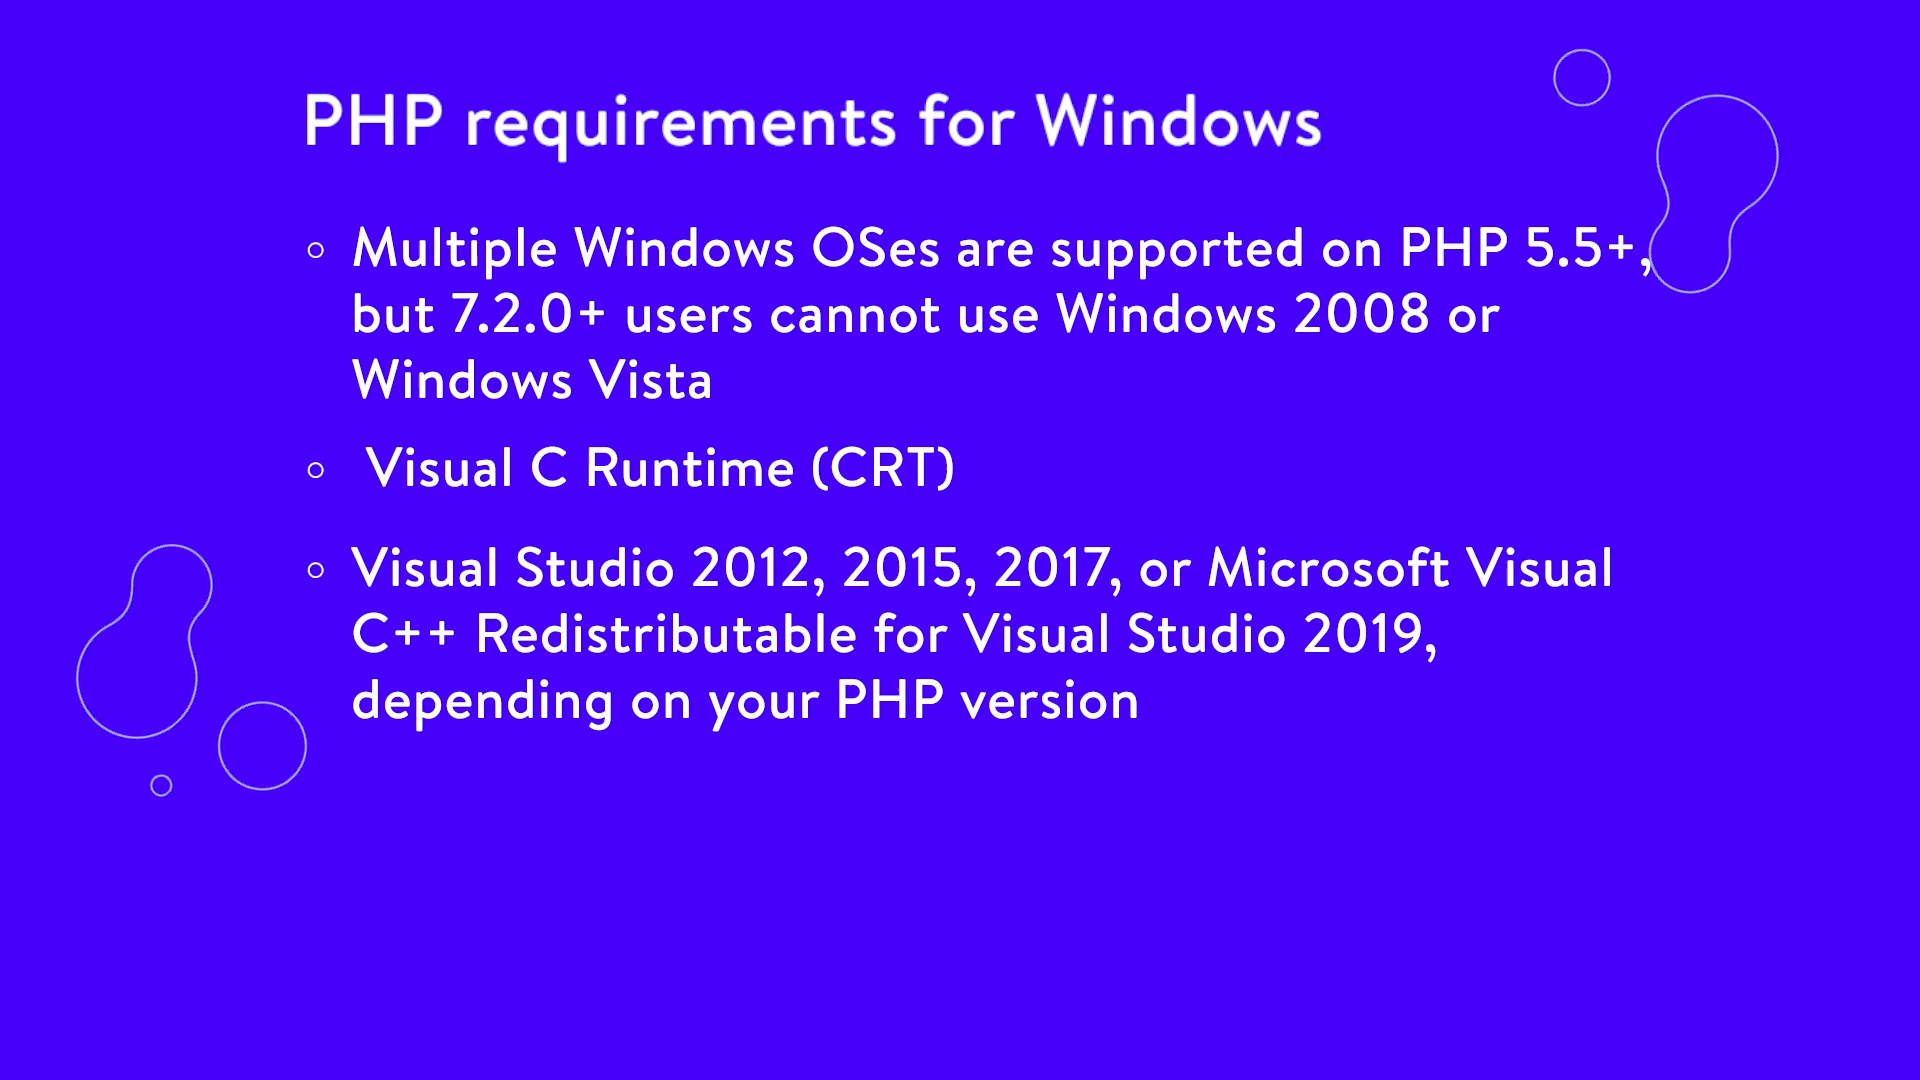 PHP requirements for Windows
Multiple Windows OSes are supported on PHP 5.5+,
but 7.2.0+ users cannot use Windows 2008 or
Windows Vista
Visual C Runtime (CRT)
Visual Studio 2012, 2015, 2017, or Microsoft Visual
C++ Redistributable for Visual Studio 2019,
depending on your PHP version